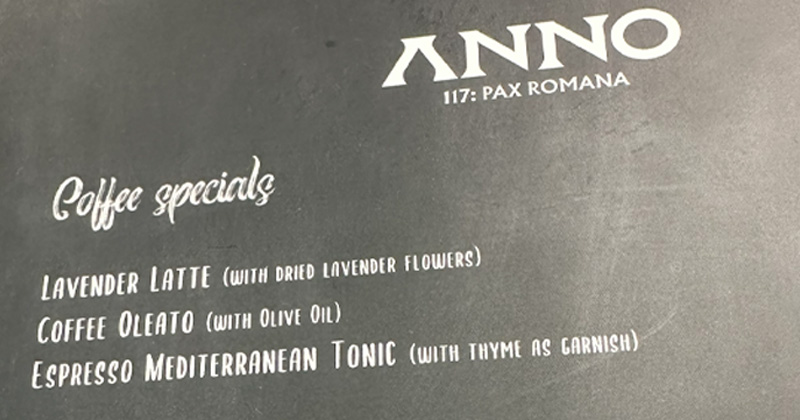 ANNO
117: PAX ROMANA
Coffee specials
LAVENDER LATTE (WITH DRIED LAVENDER FLOWERS)
COFFEE OLEATO (WITH OLIVE OIL)
ESPRESSO MEDITERRANEAN TONIC (WITH THYME AS GARNISH)